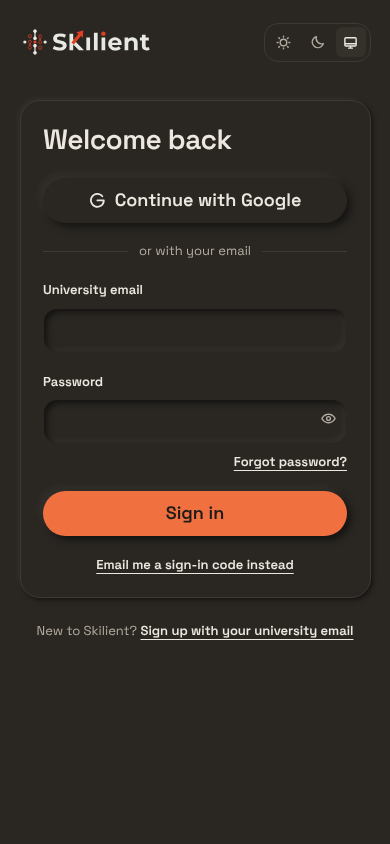 Skilient
Welcome back
Continue with Google
or with your email
University email
Password
Forgot password?
Sign in
Email me a sign-in code instead
New to Skilient? Sign up with your university email